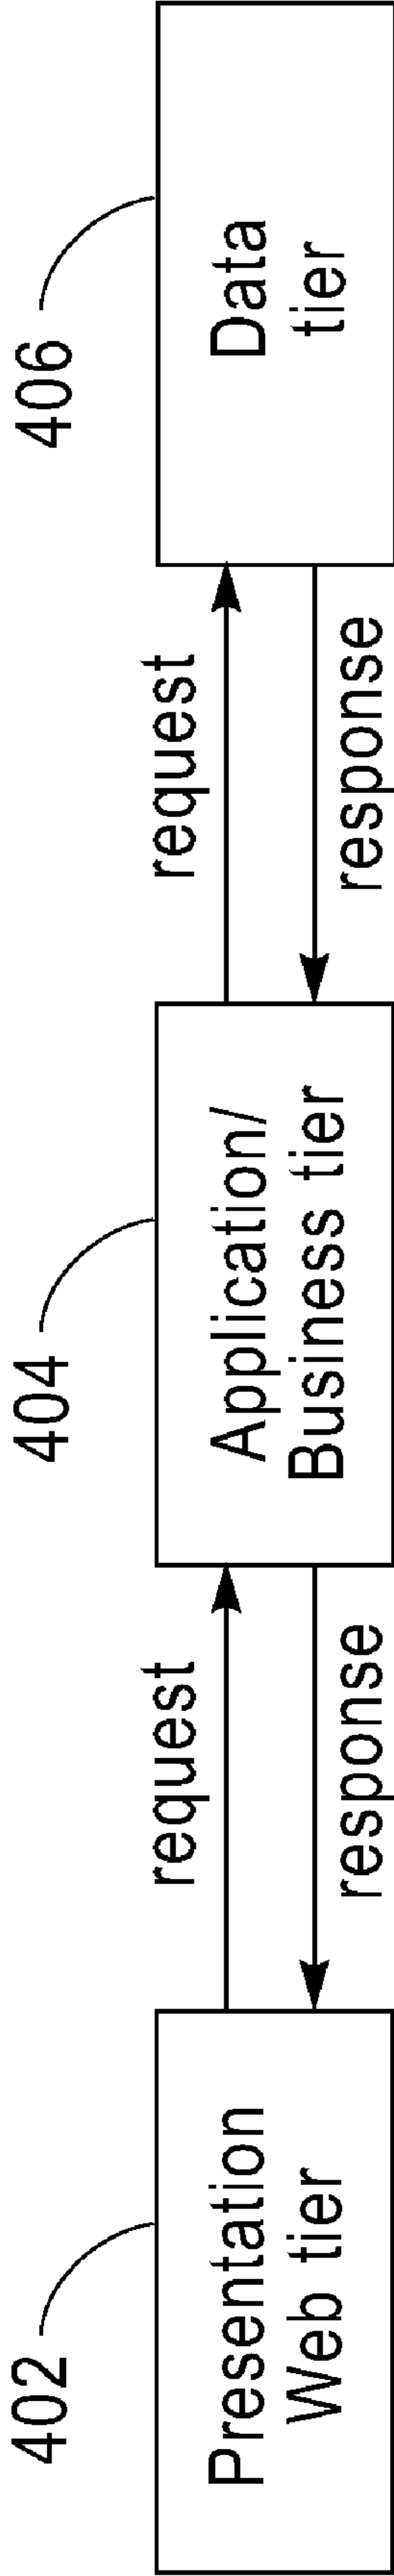 402
404
406
Presentation
Web tier
request
response
Application/
Business tier
request
response
Data
tier